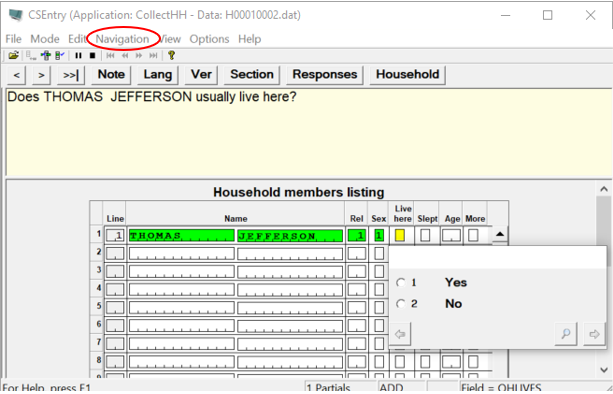 CSEntry (Application: CollectHH - Data: H00010002.dat)
File Mode Edit Navigation View Options Help
< > >>| Note Lang Ver Section Responses Household
Does THOMAS JEFFERSON usually live here?
Household members listing
Line Name Rel Sex Live here Slept Age More
1 1 THOMAS JEFFERSON 1 1
2
3
4
5
6
7
8
1 Yes
2 No
For Help, press F1 1 Partials ADD Field = QHLIVES